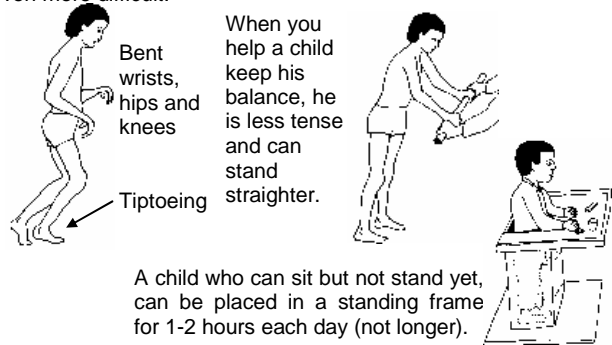 more difficult.
Bent
wrists,
hips and
knees
Tiptoeing
When you
help a child
keep his
balance, he
is less tense
and can
stand
straighter.
A child who can sit but not stand yet,
can be placed in a standing frame
for 1-2 hours each day (not longer).